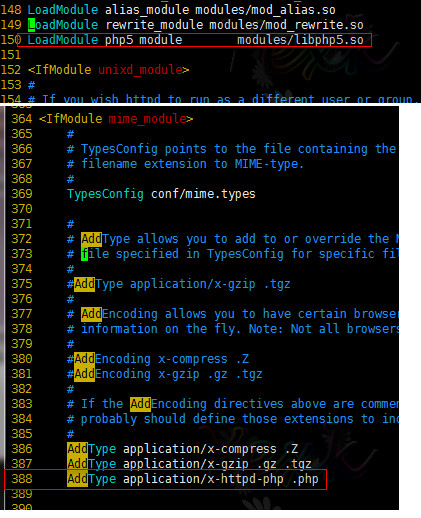 148 LoadModule alias_module modules/mod_alias.so
149 LoadModule rewrite_module modules/mod_rewrite.so
150 LoadModule php5_module        modules/libphp5.so
151
152 <IfModule unixd_module>
153 #
154 # If you wish httpd to run as a different user or group,
364 <IfModule mime_module>
365     #
366     # TypesConfig points to the file containing the
367     # filename extension to MIME-type.
368     #
369     TypesConfig conf/mime.types
370
371     #
372     # AddType allows you to add to or override the M
373     # file specified in TypesConfig for specific fil
374     #
375     #AddType application/x-gzip .tgz
376     #
377     # AddEncoding allows you to have certain browser
378     # information on the fly. Note: Not all browsers
379     #
380     #AddEncoding x-compress .Z
381     #AddEncoding x-gzip .gz .tgz
382     #
383     # If the AddEncoding directives above are commen
384     # probably should define those extensions to inc
385     #
386     AddType application/x-compress .Z
387     AddType application/x-gzip .gz .tgz
388     AddType application/x-httpd-php .php
389
390